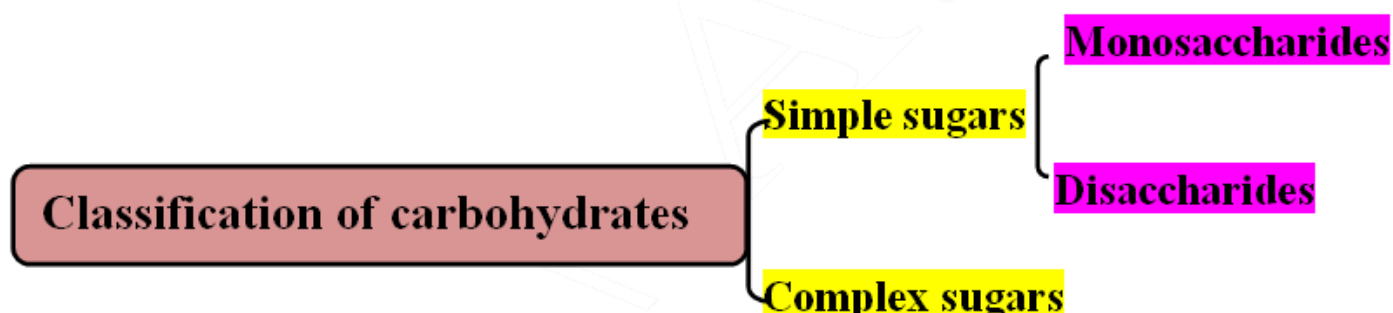 Monosaccharides
Simple sugars
Disaccharides
Classification of carbohydrates
Complex sugars